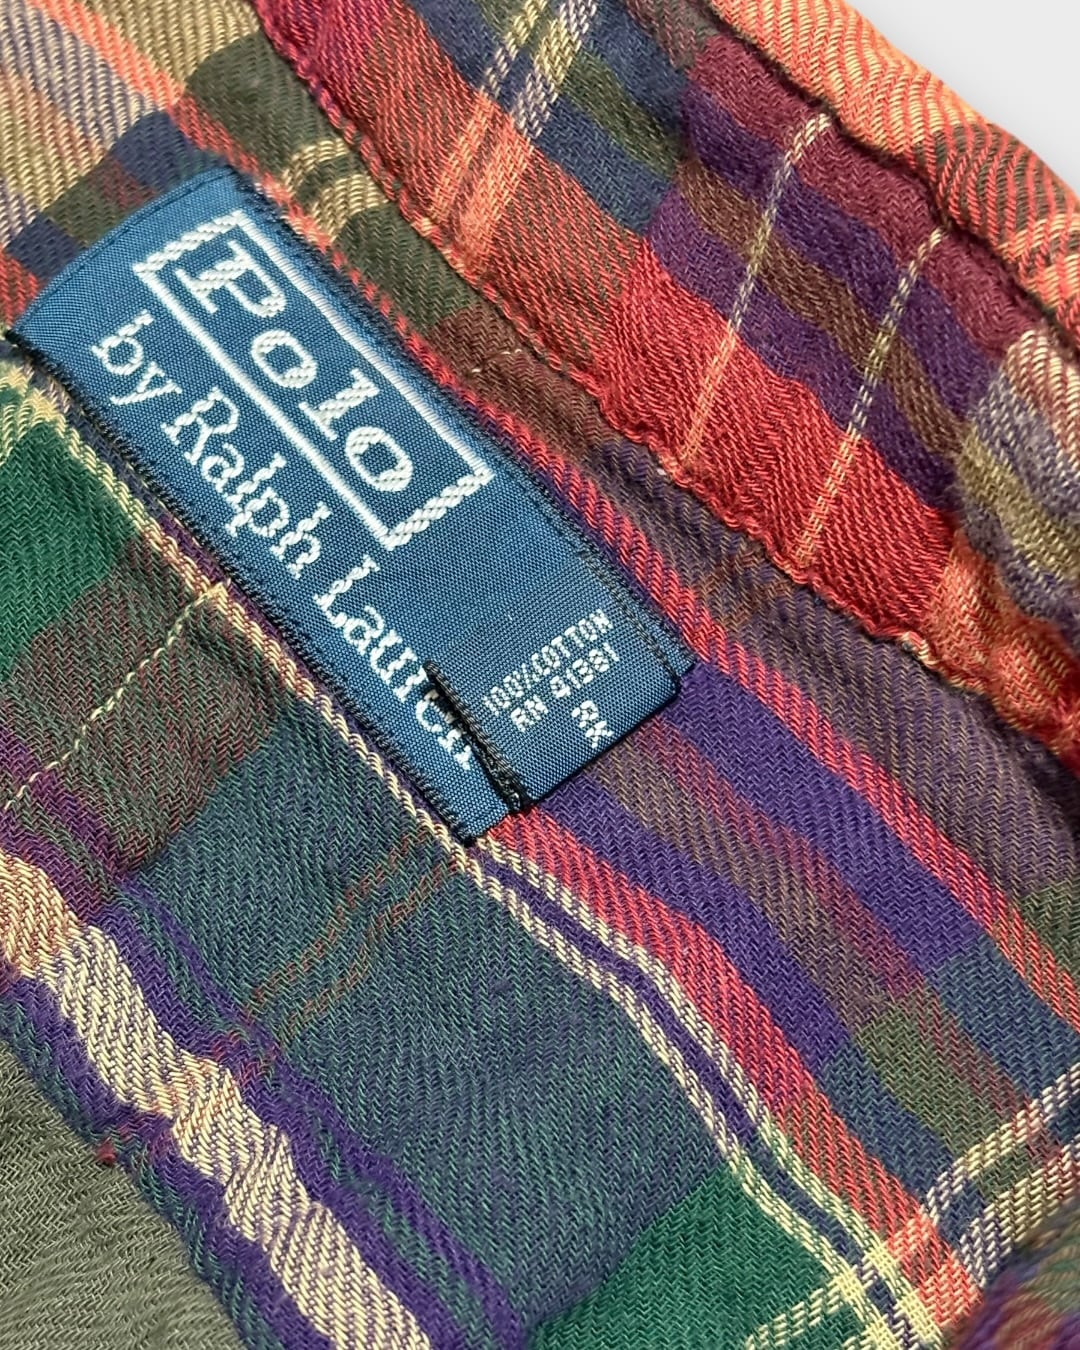 Polo
by Ralph Lauren
100% COTTON
RN 41381